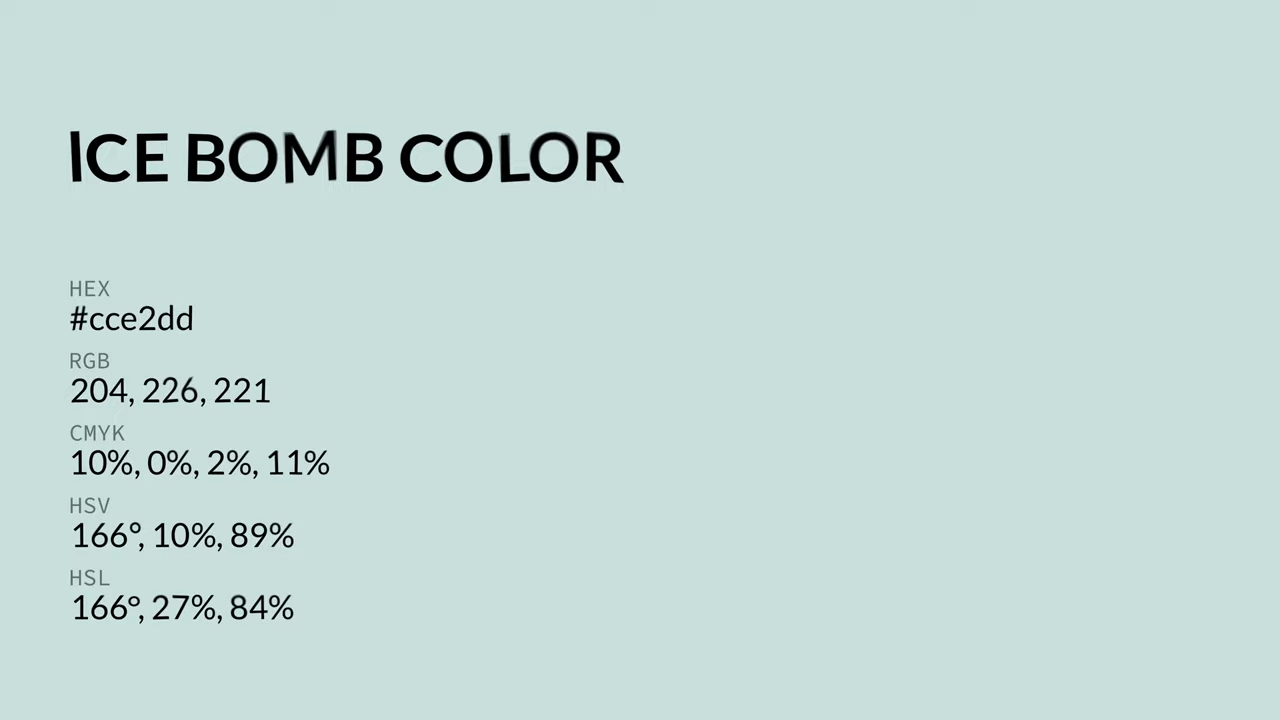 ICE BOMB COLOR
HEX
#cce2dd
RGB
204, 226, 221
CMYK
10%, 0%, 2%, 11%
HSV
166°, 10%, 89%
HSL
166°, 27%, 84%